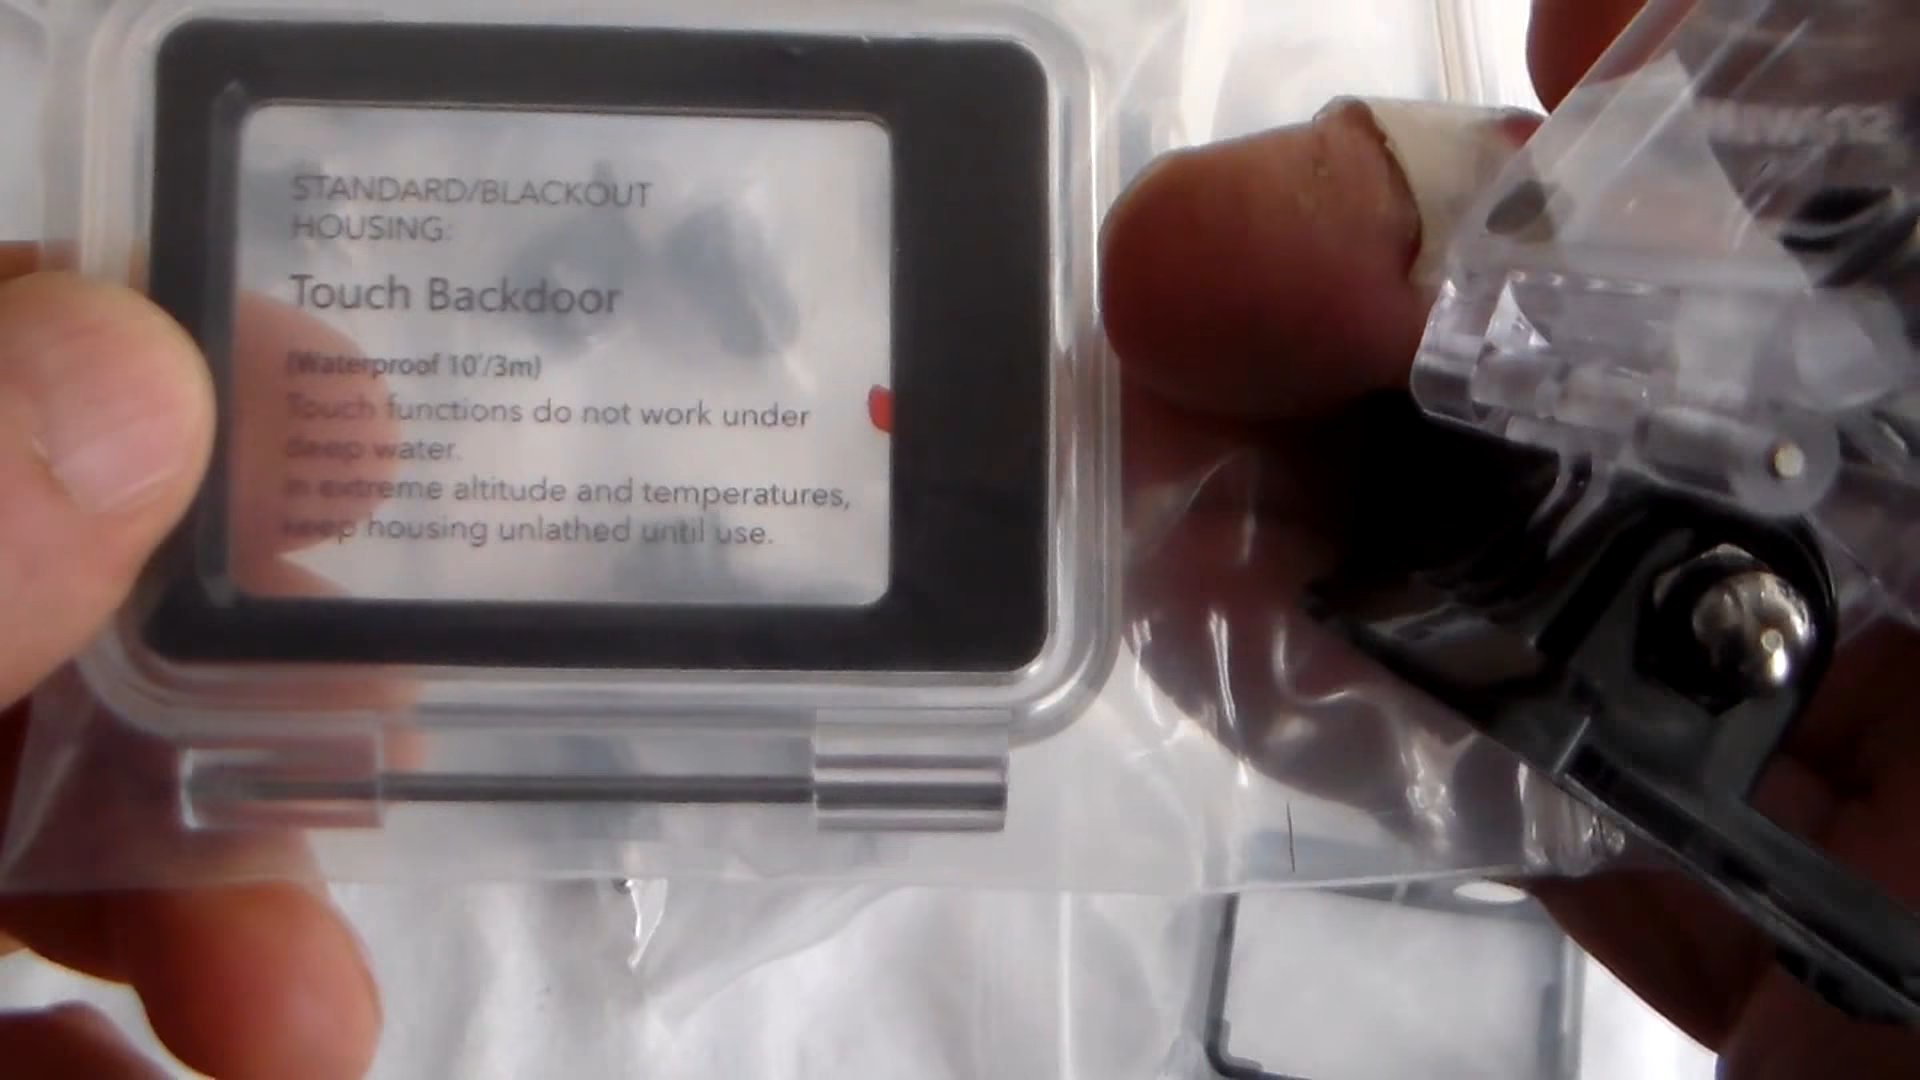 STANDARD/BLACKOUT
HOUSING:
Touch Backdoor
(Waterproof 10'/3m)
Touch functions do not work under
deep water.
in extreme altitude and temperatures,
keep housing unlathed until use.